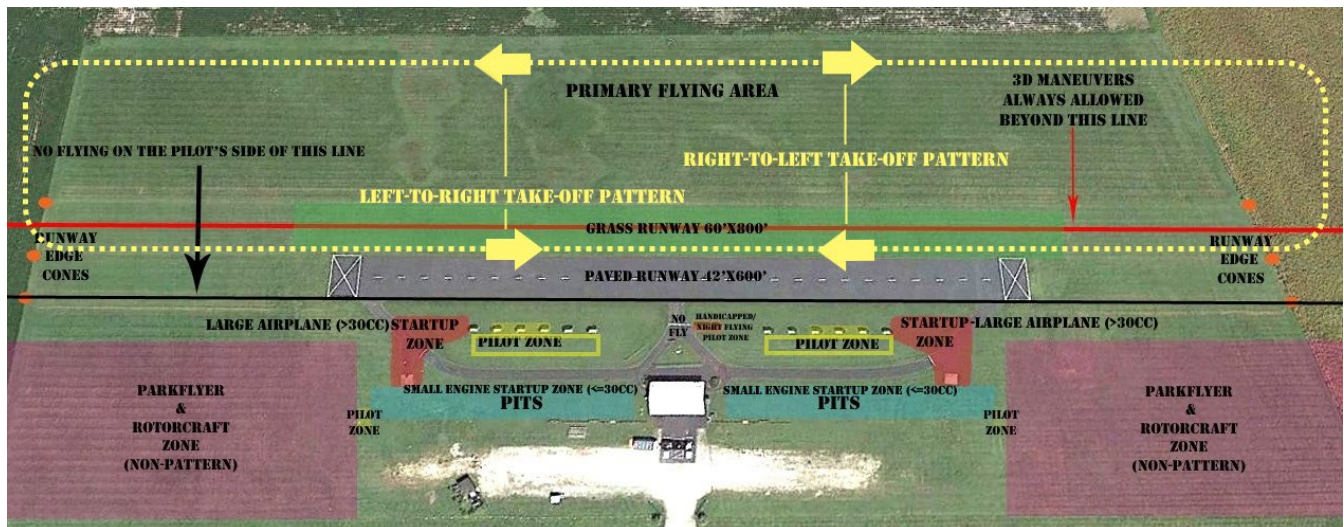 PRIMARY FLYING AREA
3D MANEUVERS
ALWAYS ALLOWED
BEYOND THIS LINE
NO FLYING ON THE PILOT'S SIDE OF THIS LINE
RIGHT-TO-LEFT TAKE-OFF PATTERN
LEFT-TO-RIGHT TAKE-OFF PATTERN
GRASS RUNWAY 60'X800'
RUNWAY
EDGE
CONES
RUNWAY
EDGE
CONES
PAVED RUNWAY 42'X600'
LARGE AIRPLANE (>30CC) STARTUP
ZONE
PILOT ZONE
NO
FLY
HANDICAPPED/
NIGHT FLYING
PILOT ZONE
PILOT ZONE
STARTUP-LARGE AIRPLANE (>30CC)
ZONE
SMALL ENGINE STARTUP ZONE (<=30CC)
PITS
SMALL ENGINE STARTUP ZONE (<=30CC)
PITS
PARKFLYER
&
ROTORCRAFT
ZONE
(NON-PATTERN)
PILOT
ZONE
PILOT
ZONE
PARKFLYER
&
ROTORCRAFT
ZONE
(NON-PATTERN)